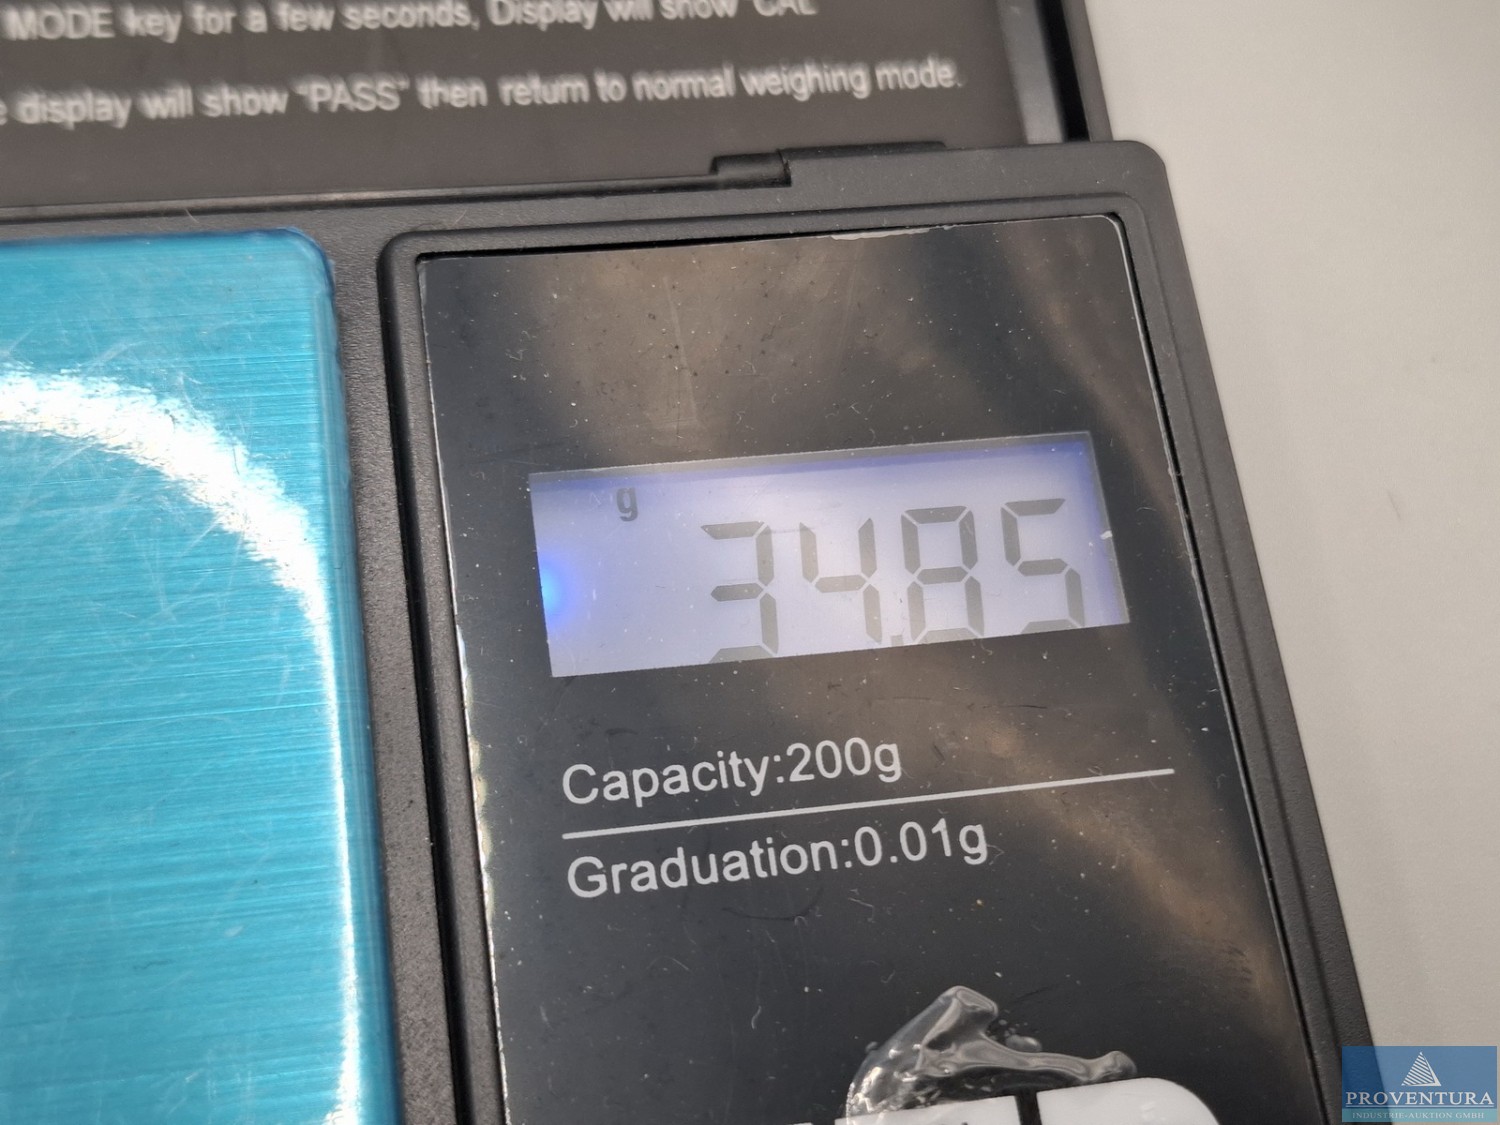 MODE key for a few seconds, Display will show "CAL"
e display will show "PASS" then return to normal weighing mode.
g
34.85
Capacity:200g
Graduation:0.01g
PROVENTURA
INDUSTRIE-AUKTION GMBH